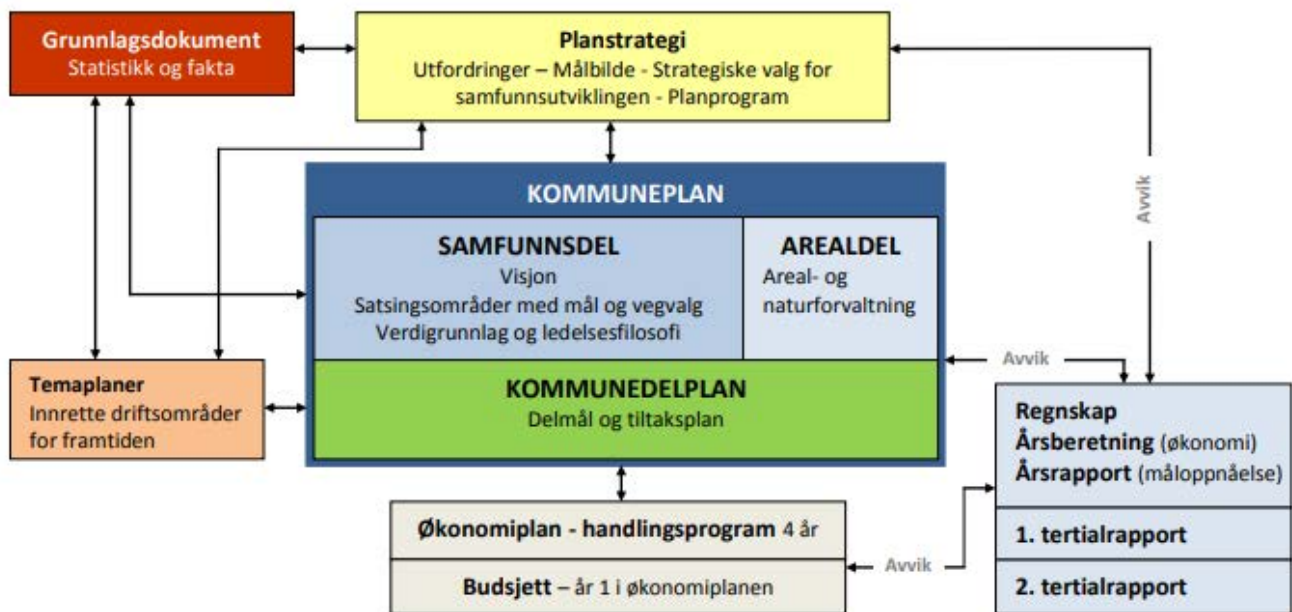 Grunnlagsdokument
Statistikk og fakta
Planstrategi
Utfordringer – Målbilde - Strategiske valg for
samfunnsutviklingen - Planprogram
Avvik
KOMMUNEPLAN
SAMFUNNSDEL
Visjon
Satsingsområder med mål og vegvalg
Verdigrunnlag og ledelsesfilosofi
AREALDEL
Areal- og
naturforvaltning
Temaplaner
Innrette driftsområder
for framtiden
KOMMUNEDELPLAN
Delmål og tiltaksplan
Avvik
Regnskap
Årsberetning (økonomi)
Årsrapport (måloppnåelse)
1. tertialrapport
2. tertialrapport
Økonomiplan - handlingsprogram 4 år
Budsjett – år 1 i økonomiplanen
Avvik